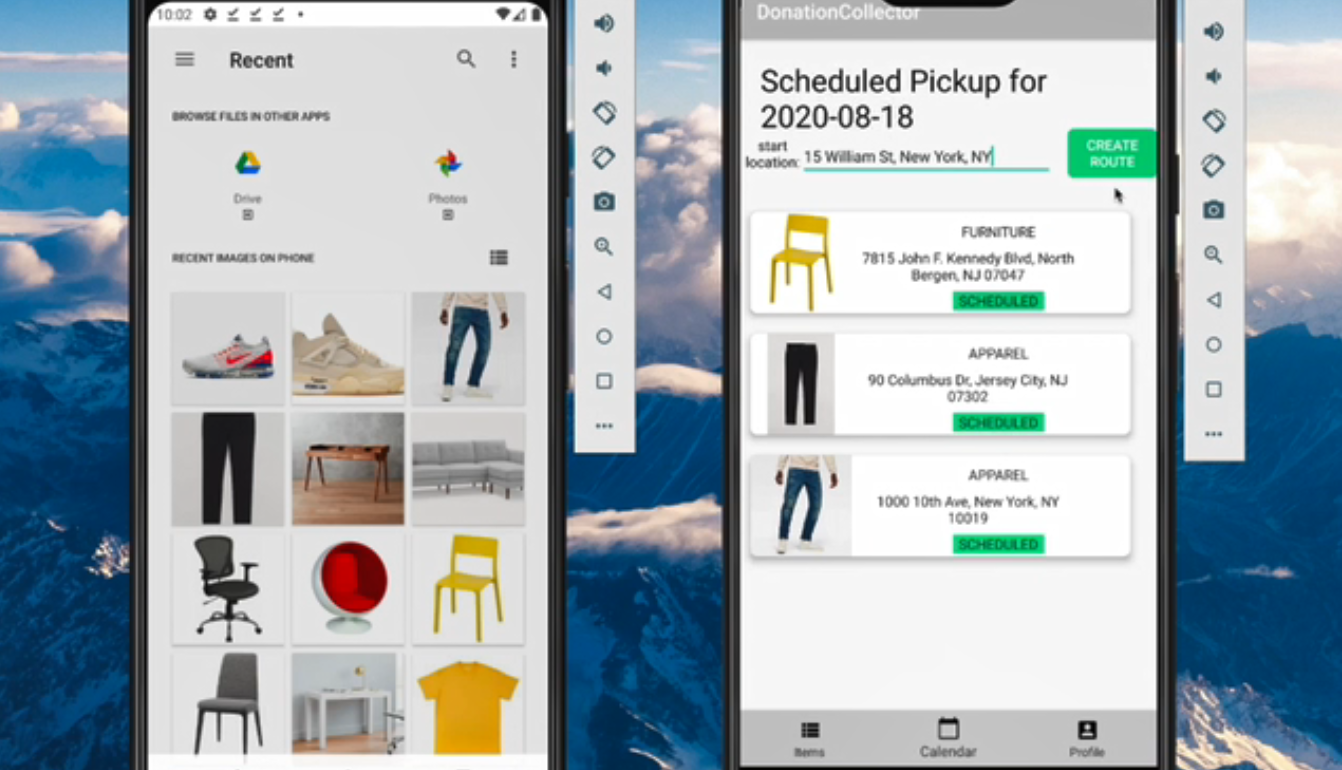 10:02
Recent
BROWSE FILES IN OTHER APPS
Drive
Photos
RECENT IMAGES ON PHONE
DonationCollector
Scheduled Pickup for
2020-08-18
start
location:
15 William St, New York, NY
CREATE
ROUTE
FURNITURE
7815 John F. Kennedy Blvd, North
Bergen, NJ 07047
SCHEDULED
APPAREL
90 Columbus Dr, Jersey City, NJ
07302
SCHEDULED
APPAREL
1000 10th Ave, New York, NY
10019
SCHEDULED
Items
Calendar
Profile